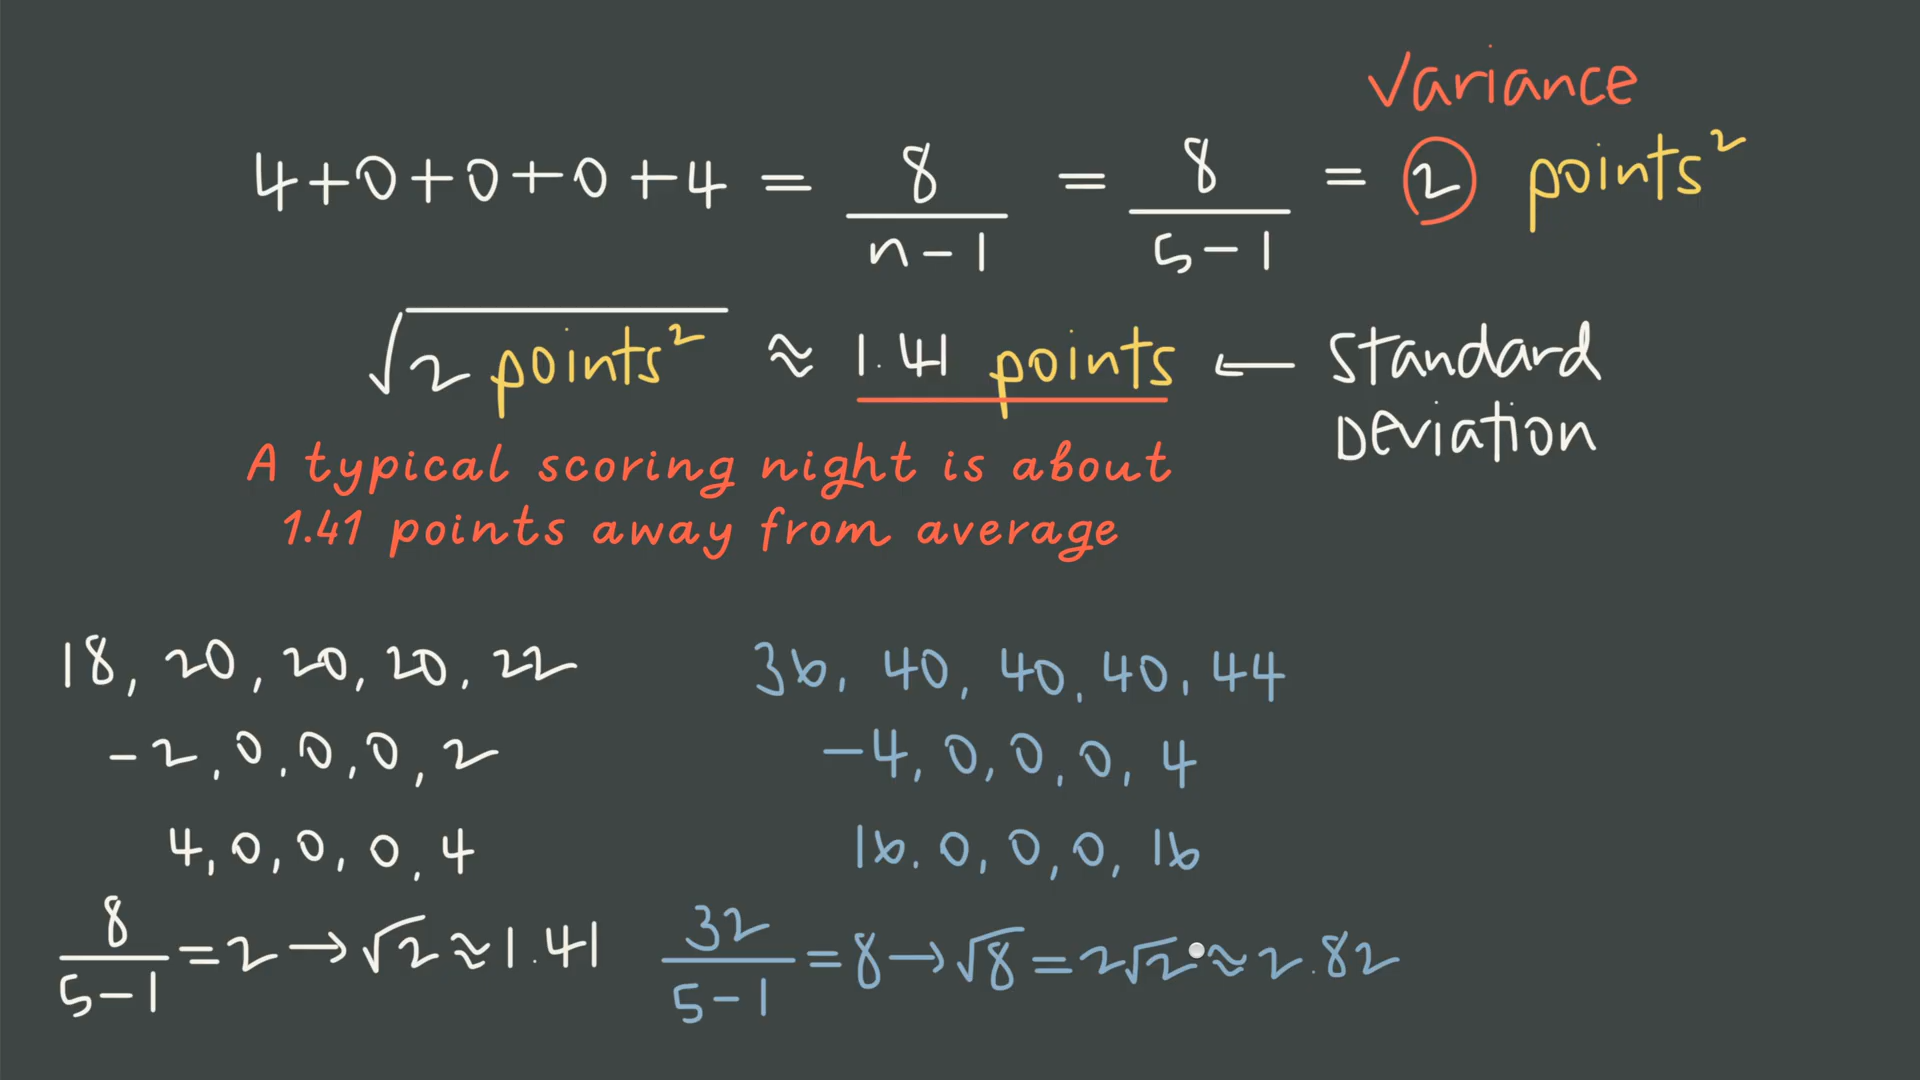 variance
4+0+0+0+4 = 8/(n-1) = 8/(5-1) = 2 points²
√2 points² ≈ 1.41 points ← Standard
Deviation
A typical scoring night is about
1.41 points away from average
18, 20, 20, 20, 22
-2, 0, 0, 0, 2
4, 0, 0, 0, 4
8/(5-1) = 2 → √2 ≈ 1.41
36, 40, 40, 40, 44
-4, 0, 0, 0, 4
16, 0, 0, 0, 16
32/(5-1) = 8 → √8 = 2√2 ≈ 2.82